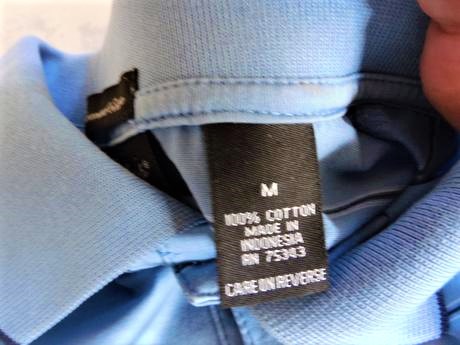 M
100% COTTON
MADE IN
INDONESIA
RN 75343
CARE ON REVERSE